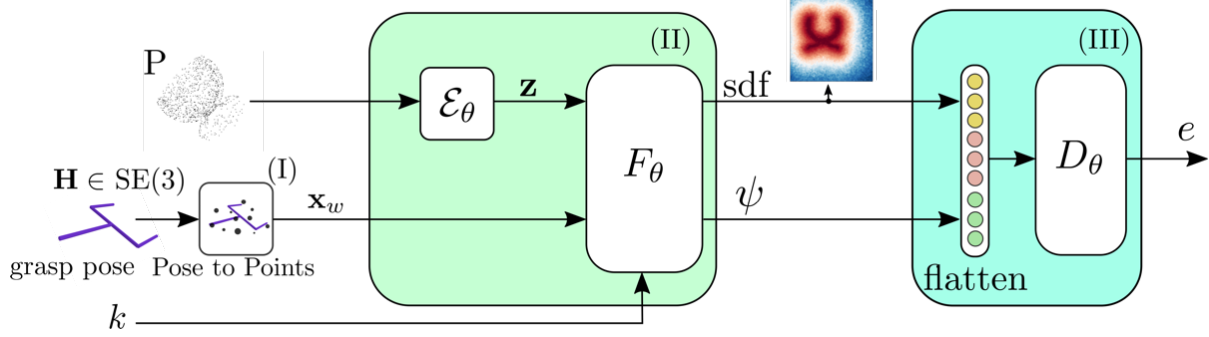 P
(I)
H ∈ SE(3)
grasp pose
Pose to Points
x_w
k
(II)
ℰ_θ
z
F_θ
sdf
ψ
(III)
flatten
D_θ
e